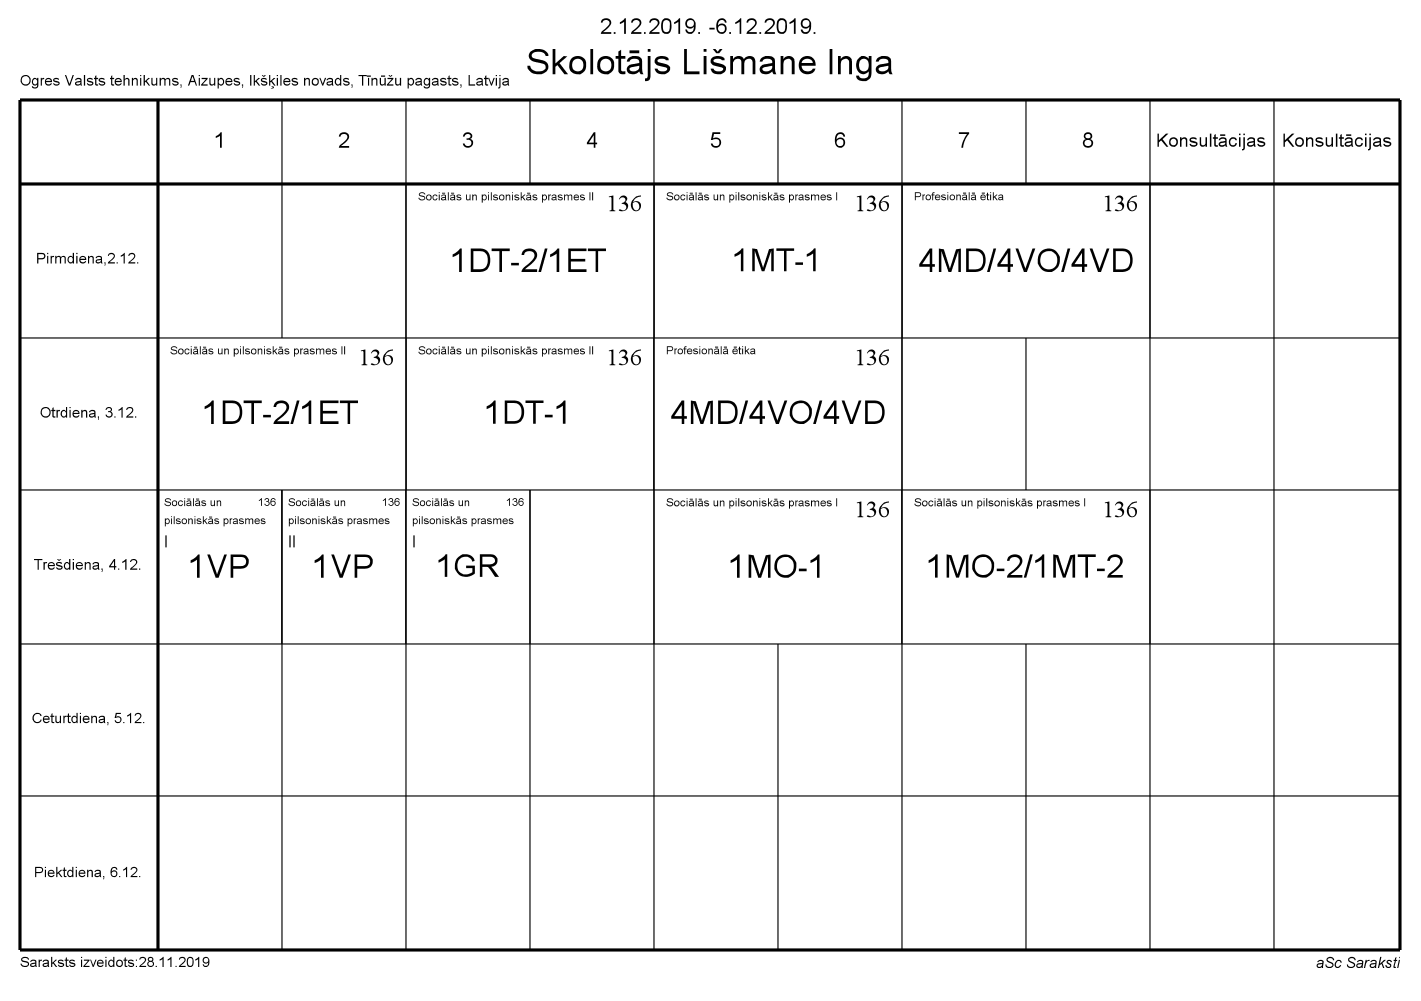 2.12.2019. -6.12.2019.
Skolotājs Lišmane Inga
Ogres Valsts tehnikums, Aizupes, Ikšķiles novads, Tīnūžu pagasts, Latvija
1 2 3 4 5 6 7 8 Konsultācijas Konsultācijas
Pirmdiena,2.12.
Sociālās un pilsoniskās prasmes II 136
1DT-2/1ET
Sociālās un pilsoniskās prasmes I 136
1MT-1
Profesionālā ētika 136
4MD/4VO/4VD
Otrdiena, 3.12.
Sociālās un pilsoniskās prasmes II 136
1DT-2/1ET
Sociālās un pilsoniskās prasmes II 136
1DT-1
Profesionālā ētika 136
4MD/4VO/4VD
Trešdiena, 4.12.
Sociālās un 136
pilsoniskās prasmes
I
1VP
Sociālās un 136
pilsoniskās prasmes
II
1VP
Sociālās un 136
pilsoniskās prasmes
I
1GR
Sociālās un pilsoniskās prasmes I 136
1MO-1
Sociālās un pilsoniskās prasmes I 136
1MO-2/1MT-2
Ceturtdiena, 5.12.
Piektdiena, 6.12.
Saraksts izveidots:28.11.2019
aSc Saraksti